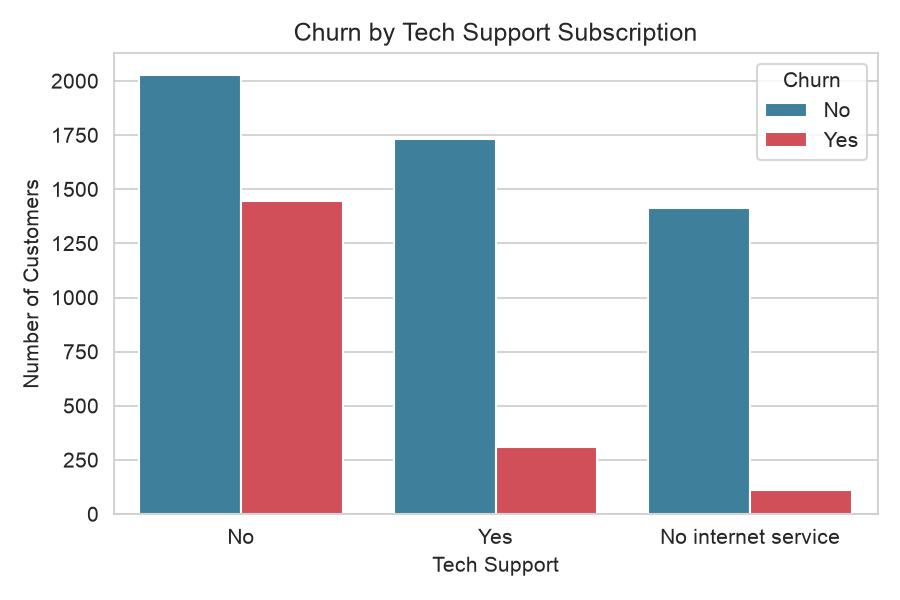 Churn by Tech Support Subscription
Churn
No
Yes
Number of Customers
2000
1750
1500
1250
1000
750
500
250
0
No
Yes
No internet service
Tech Support